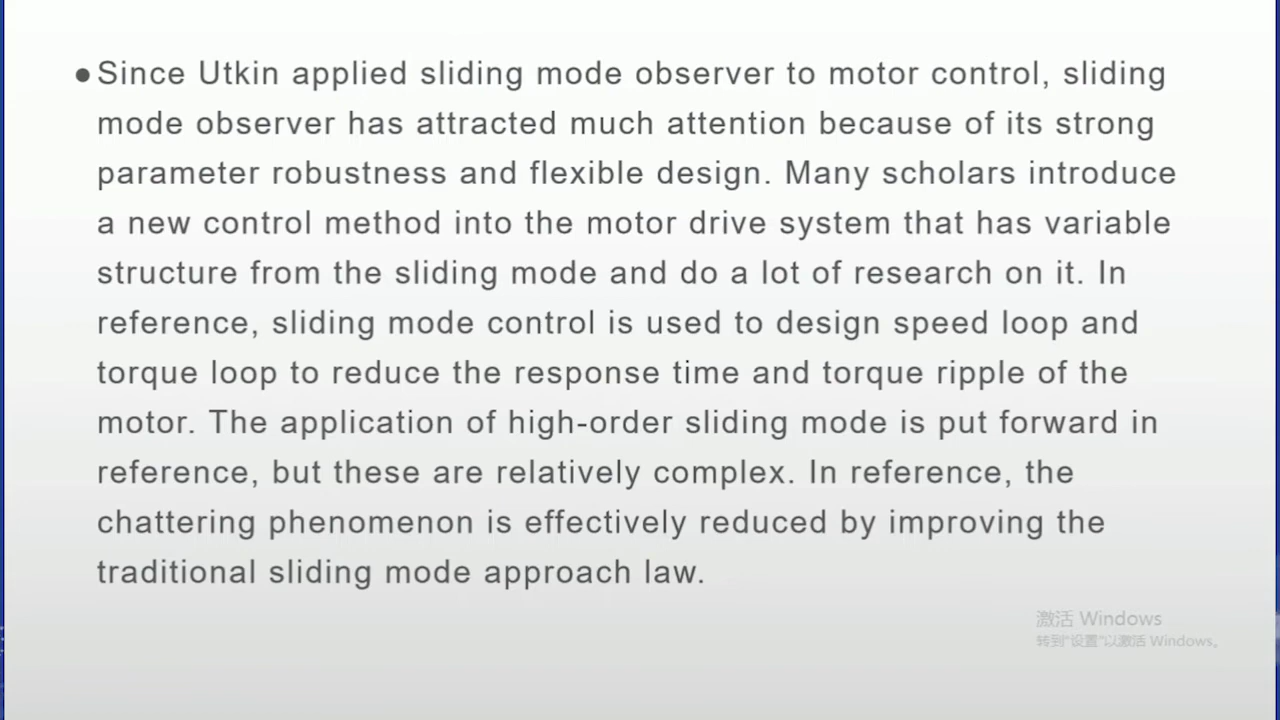 •Since Utkin applied sliding mode observer to motor control, sliding
mode observer has attracted much attention because of its strong
parameter robustness and flexible design. Many scholars introduce
a new control method into the motor drive system that has variable
structure from the sliding mode and do a lot of research on it. In
reference, sliding mode control is used to design speed loop and
torque loop to reduce the response time and torque ripple of the
motor. The application of high-order sliding mode is put forward in
reference, but these are relatively complex. In reference, the
chattering phenomenon is effectively reduced by improving the
traditional sliding mode approach law.
激活 Windows
转到“设置”以激活 Windows。